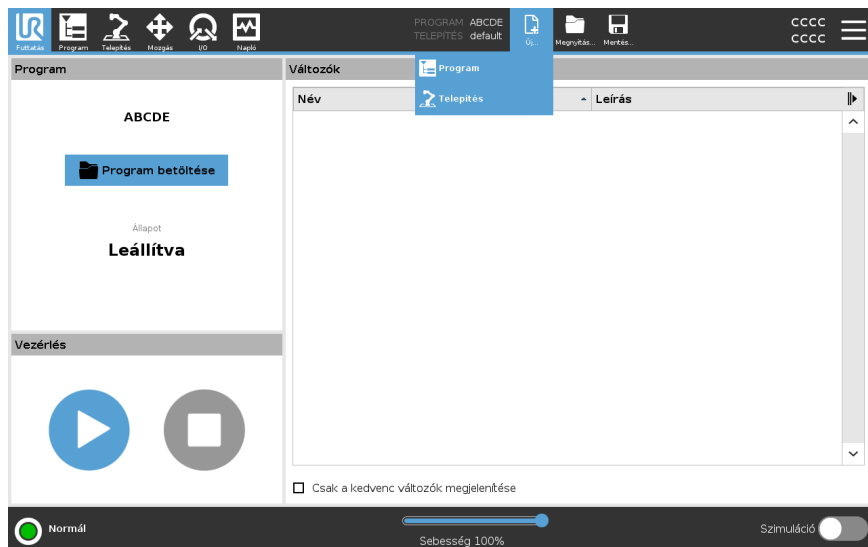 UR
PROGRAM ABCDE
TELEPÍTÉS default
CCCC
CCCC
Futtatás Program Telepítés Mozgás I/O Napló
Új... Megnyitás... Mentés...
Program
Változók
Program
Telepítés
Név
Leírás
ABCDE
Program betöltése
Állapot
Leállítva
Vezérlés
Csak a kedvenc változók megjelenítése
Normál
Sebesség 100%
Szimuláció